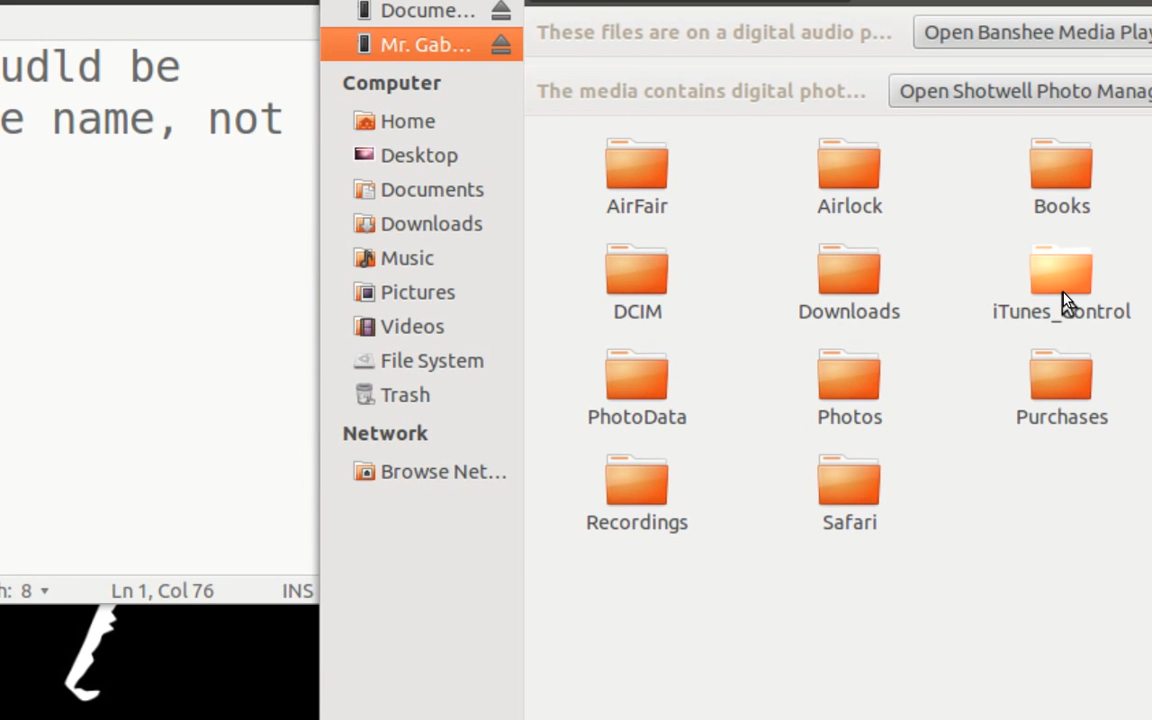 udld be
e name, not
h: 8
Ln 1, Col 76
INS
Docume...
Mr. Gab...
Computer
Home
Desktop
Documents
Downloads
Music
Pictures
Videos
File System
Trash
Network
Browse Net...
These files are on a digital audio p...
Open Banshee Media Play
The media contains digital phot...
Open Shotwell Photo Manag
AirFair
Airlock
Books
DCIM
Downloads
iTunes_Control
PhotoData
Photos
Purchases
Recordings
Safari